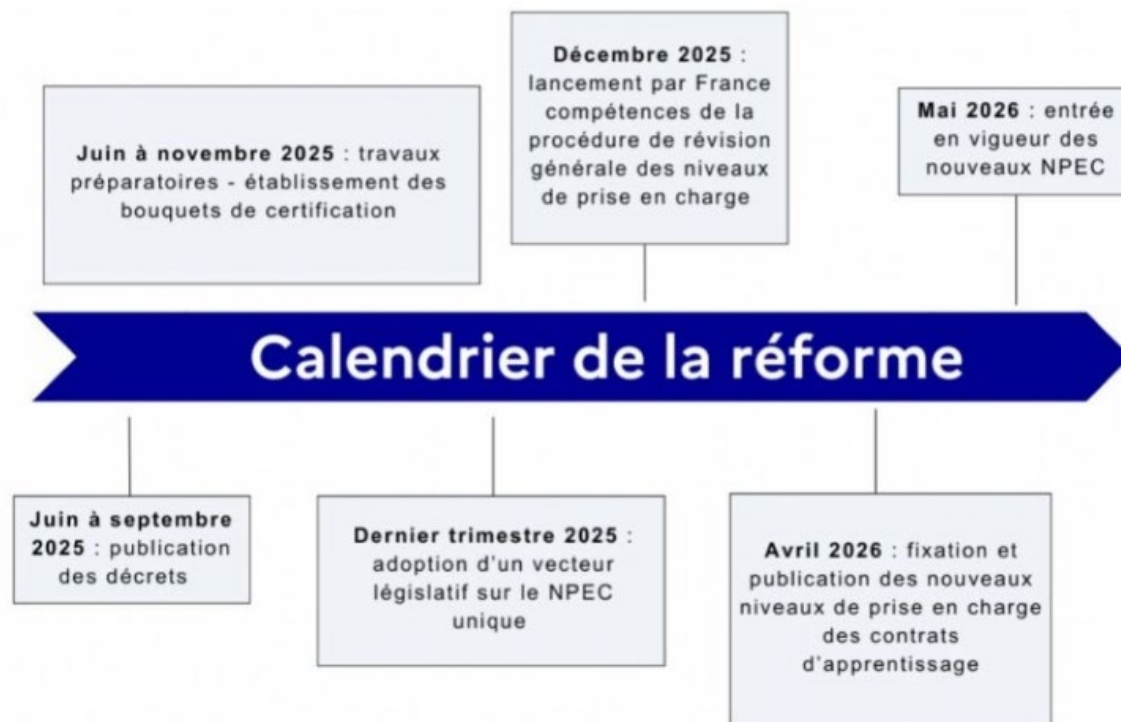 Juin à novembre 2025 : travaux
préparatoires - établissement des
bouquets de certification
Décembre 2025 :
lancement par France
compétences de la
procédure de révision
générale des niveaux
de prise en charge
Mai 2026 : entrée
en vigueur des
nouveaux NPEC
Calendrier de la réforme
Juin à septembre
2025 : publication
des décrets
Dernier trimestre 2025 :
adoption d'un vecteur
législatif sur le NPEC
unique
Avril 2026 : fixation et
publication des nouveaux
niveaux de prise en charge
des contrats
d'apprentissage